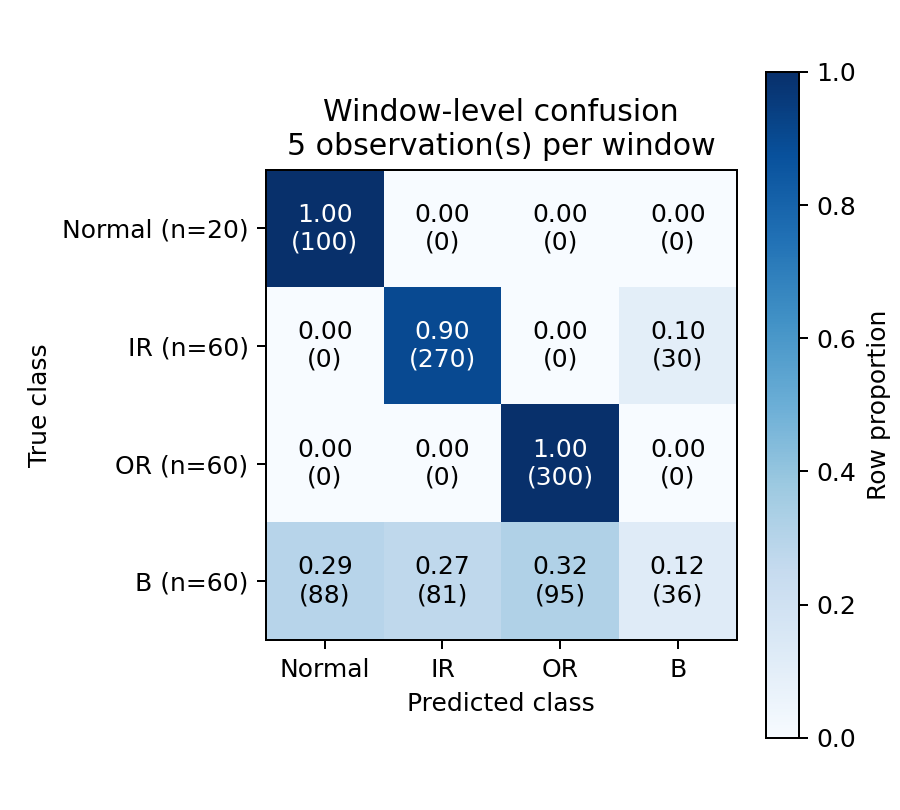 Window-level confusion
5 observation(s) per window
Normal (n=20)
1.00
(100)
0.00
(0)
0.00
(0)
0.00
(0)
IR (n=60)
0.00
(0)
0.90
(270)
0.00
(0)
0.10
(30)
OR (n=60)
0.00
(0)
0.00
(0)
1.00
(300)
0.00
(0)
B (n=60)
0.29
(88)
0.27
(81)
0.32
(95)
0.12
(36)
Normal
IR
OR
B
Predicted class
True class
1.0
0.8
0.6
0.4
0.2
0.0
Row proportion